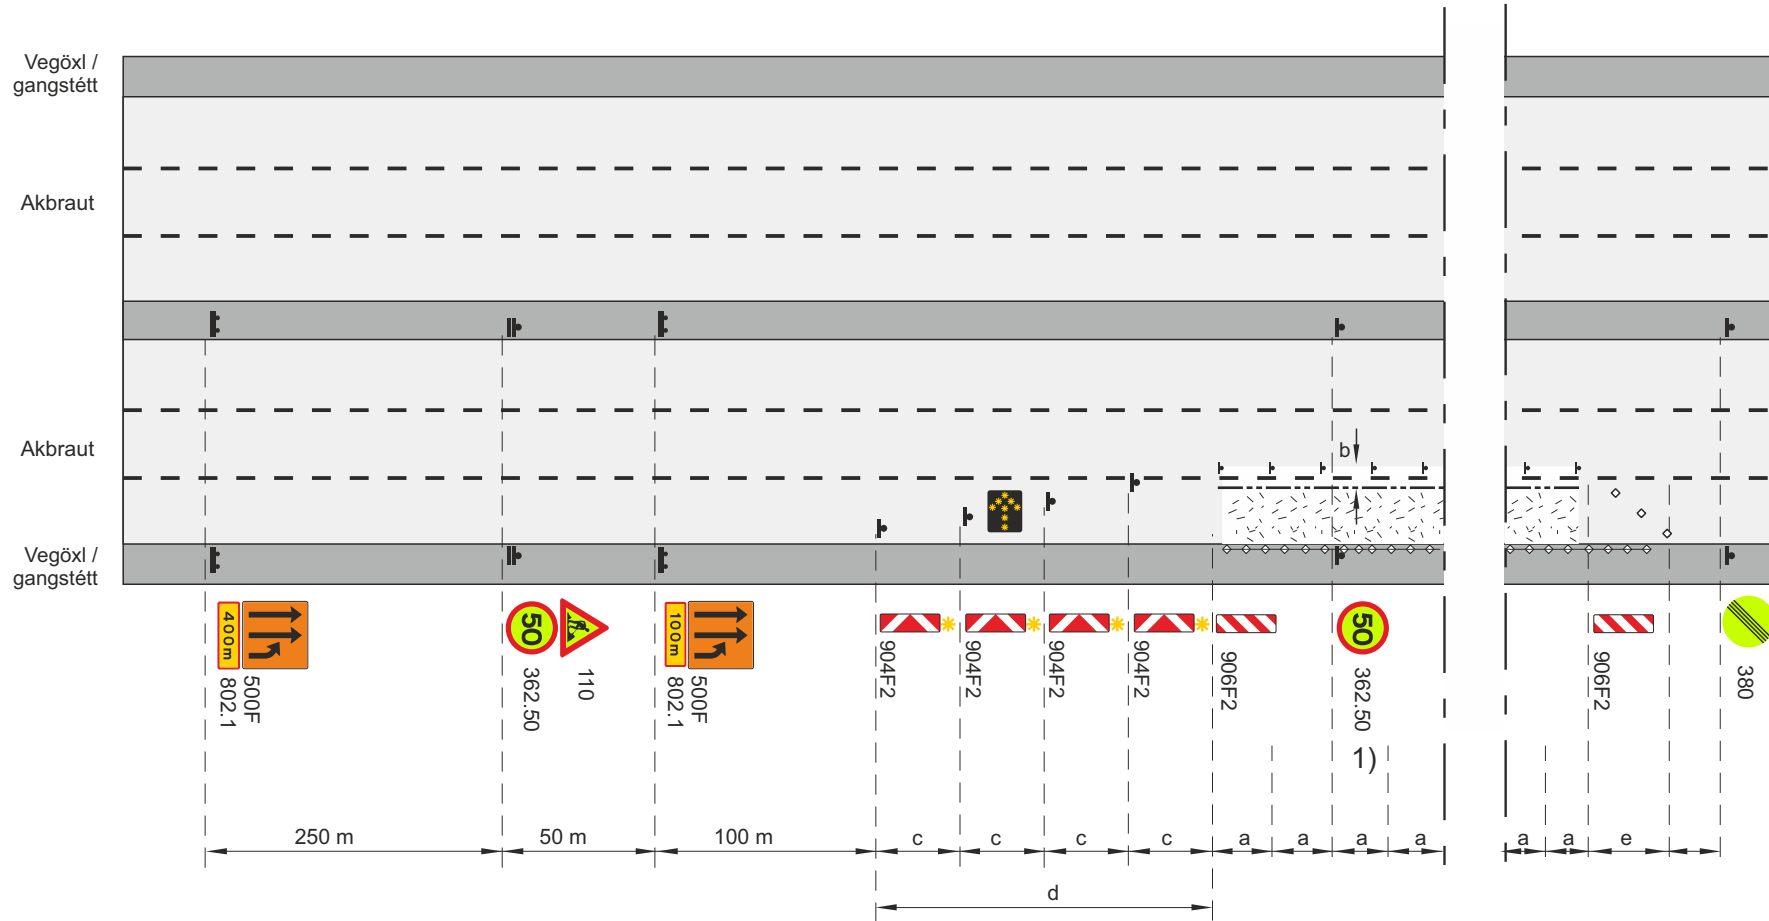 Vegöxl /
gangstétt
Akbraut
Akbraut
b
Vegöxl /
gangstétt
400m
500F
802.1
50
362.50
110
100m
500F
802.1
904F2
904F2
904F2
904F2
906F2
50
362.50
1)
906F2
380
250 m
50 m
100 m
c
c
c
c
a
a
a
a
a
a
e
d